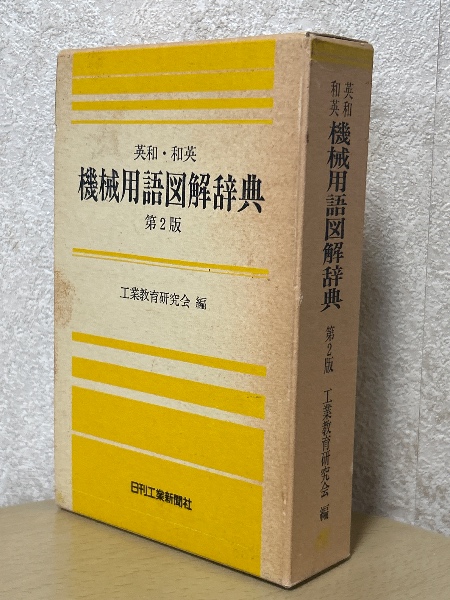 英和・和英
機械用語図解辞典
第2版
工業教育研究会 編
日刊工業新聞社
英和
和英
機械用語図解辞典
第2版
工業教育研究会 編